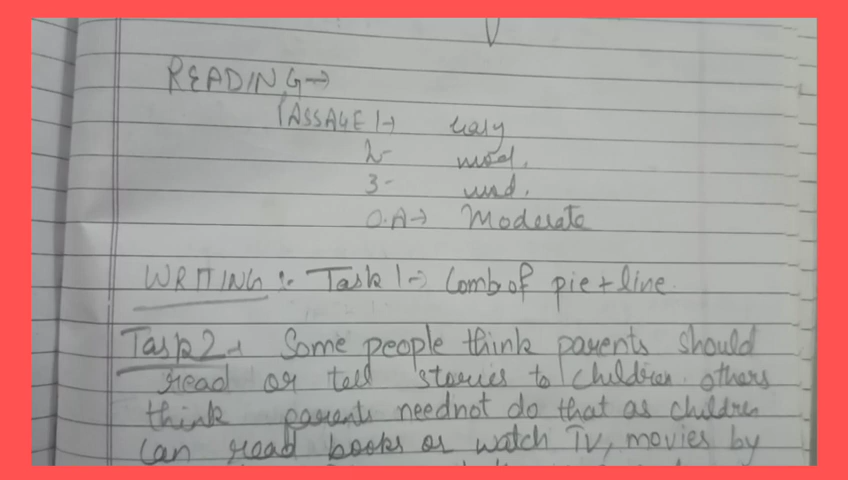 READING→
PASSAGE 1→ easy
2- mod.
3- mod.
O.A→ Moderate
WRITING :- Task 1→ Comb of pie + line.
Task 2→ Some people think parents should
read or tell stories to children. others
think parents neednot do that as children
can read books or watch TV, movies by